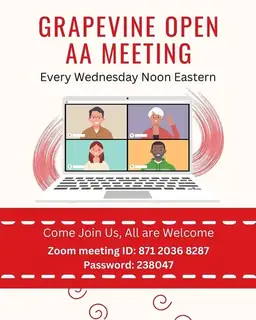 GRAPEVINE OPEN
AA MEETING
Every Wednesday Noon Eastern
Come Join Us, All are Welcome
Zoom meeting ID: 871 2036 8287
Password: 238047